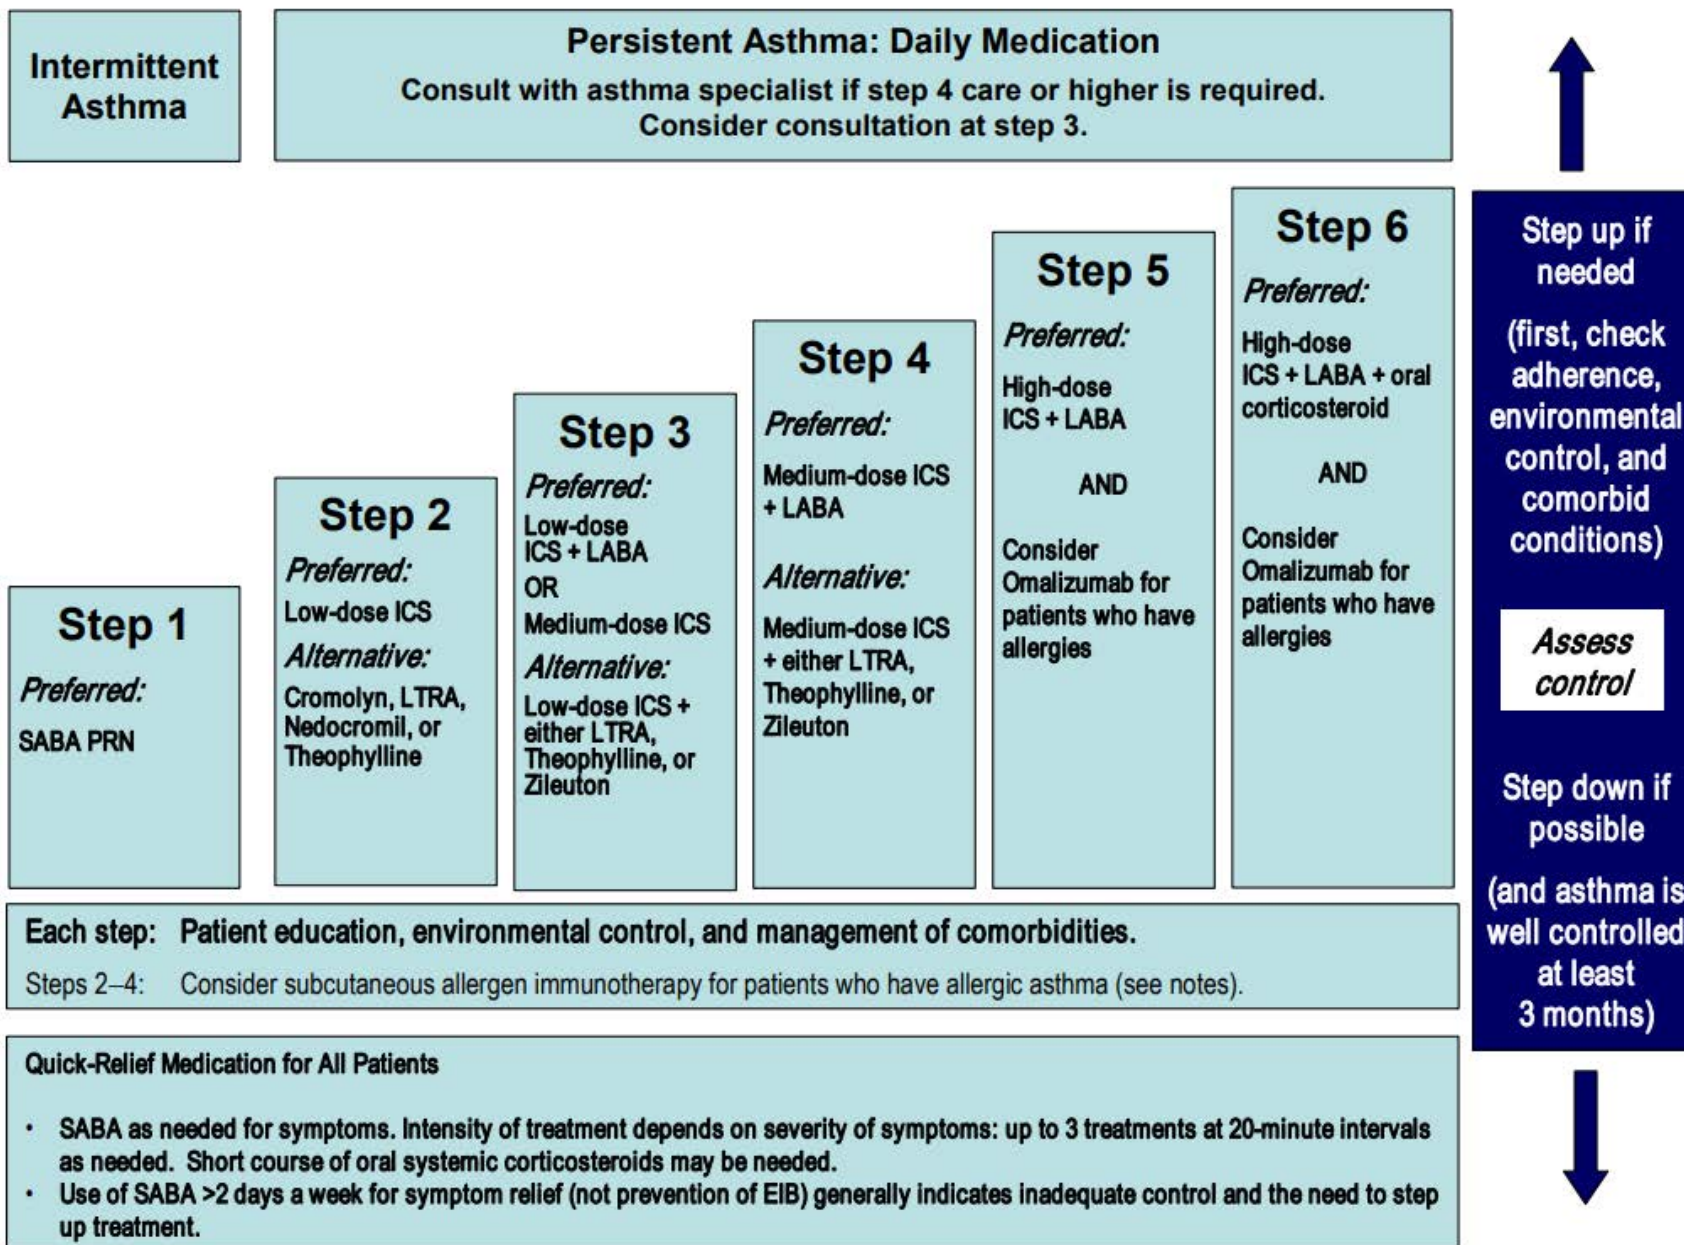 Intermittent
Asthma
Persistent Asthma: Daily Medication
Consult with asthma specialist if step 4 care or higher is required.
Consider consultation at step 3.
Step 1
Preferred:
SABA PRN
Step 2
Preferred:
Low-dose ICS
Alternative:
Cromolyn, LTRA,
Nedocromil, or
Theophylline
Step 3
Preferred:
Low-dose
ICS + LABA
OR
Medium-dose ICS
Alternative:
Low-dose ICS +
either LTRA,
Theophylline, or
Zileuton
Step 4
Preferred:
Medium-dose ICS
+ LABA
Alternative:
Medium-dose ICS
+ either LTRA,
Theophylline, or
Zileuton
Step 5
Preferred:
High-dose
ICS + LABA
AND
Consider
Omalizumab for
patients who have
allergies
Step 6
Preferred:
High-dose
ICS + LABA + oral
corticosteroid
AND
Consider
Omalizumab for
patients who have
allergies
Step up if
needed
(first, check
adherence,
environmental
control, and
comorbid
conditions)
Assess
control
Step down if
possible
(and asthma is
well controlled
at least
3 months)
Each step: Patient education, environmental control, and management of comorbidities.
Steps 2–4: Consider subcutaneous allergen immunotherapy for patients who have allergic asthma (see notes).
Quick-Relief Medication for All Patients
• SABA as needed for symptoms. Intensity of treatment depends on severity of symptoms: up to 3 treatments at 20-minute intervals
as needed. Short course of oral systemic corticosteroids may be needed.
• Use of SABA >2 days a week for symptom relief (not prevention of EIB) generally indicates inadequate control and the need to step
up treatment.